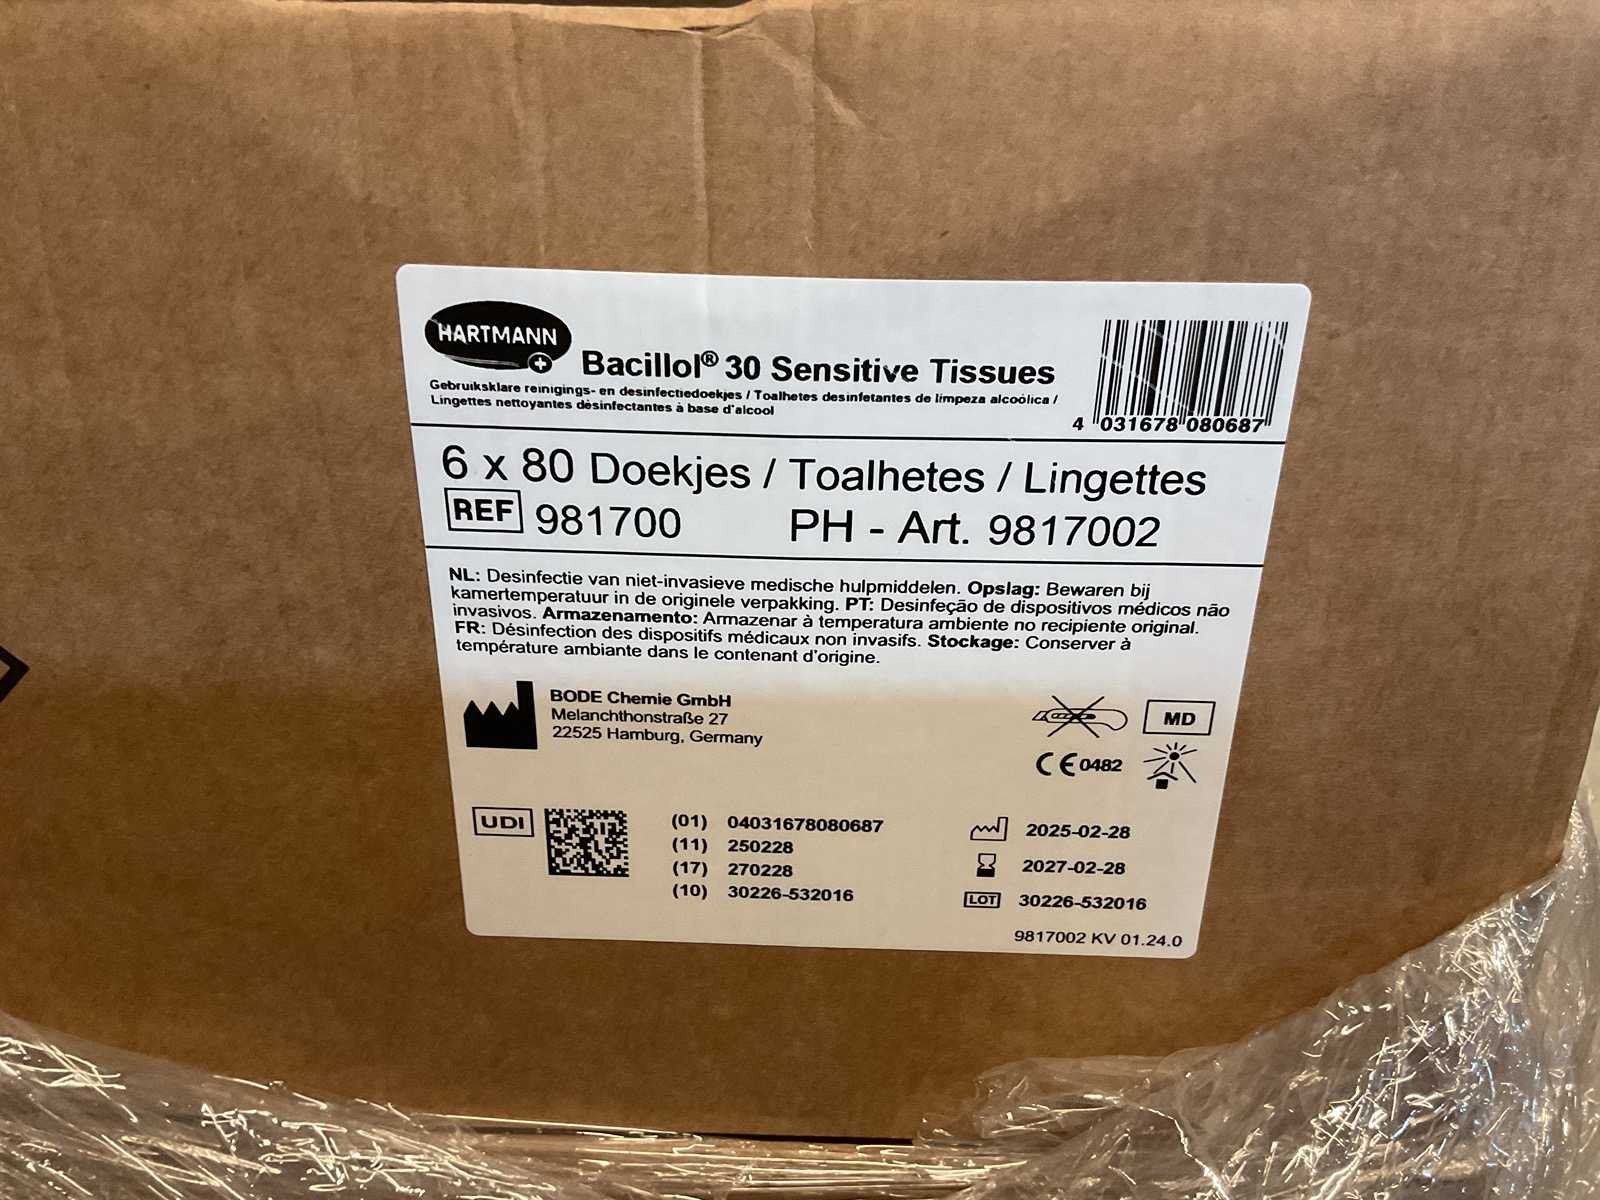 HARTMANN
Bacillol® 30 Sensitive Tissues
Gebruiksklare reinigings- en desinfectiedoekjes / Toalhetes desinfetantes de limpeza alcoólica /
Lingettes nettoyantes désinfectantes à base d'alcool
4 031678 080687
6 x 80 Doekjes / Toalhetes / Lingettes
REF 981700 PH - Art. 9817002
NL: Desinfectie van niet-invasieve medische hulpmiddelen. Opslag: Bewaren bij
kamertemperatuur in de originele verpakking. PT: Desinfeção de dispositivos médicos não
invasivos. Armazenamento: Armazenar à temperatura ambiente no recipiente original.
FR: Désinfection des dispositifs médicaux non invasifs. Stockage: Conserver à
température ambiante dans le contenant d'origine.
BODE Chemie GmbH
Melanchthonstraße 27
22525 Hamburg, Germany
MD
CE 0482
UDI
(01) 04031678080687
(11) 250228
(17) 270228
(10) 30226-532016
2025-02-28
2027-02-28
LOT 30226-532016
9817002 KV 01.24.0